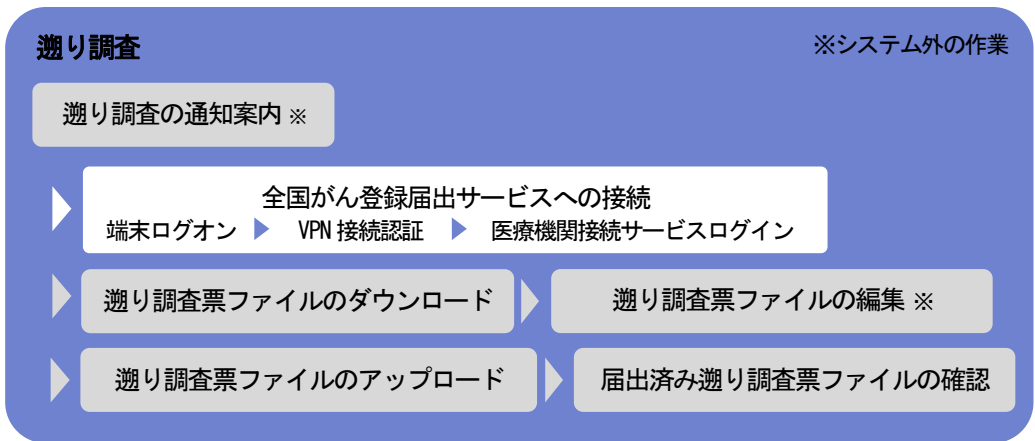 遡り調査
※システム外の作業
遡り調査の通知案内 ※
全国がん登録届出サービスへの接続
端末ログオン VPN 接続認証 医療機関接続サービスログイン
遡り調査票ファイルのダウンロード 遡り調査票ファイルの編集 ※
遡り調査票ファイルのアップロード 届出済み遡り調査票ファイルの確認